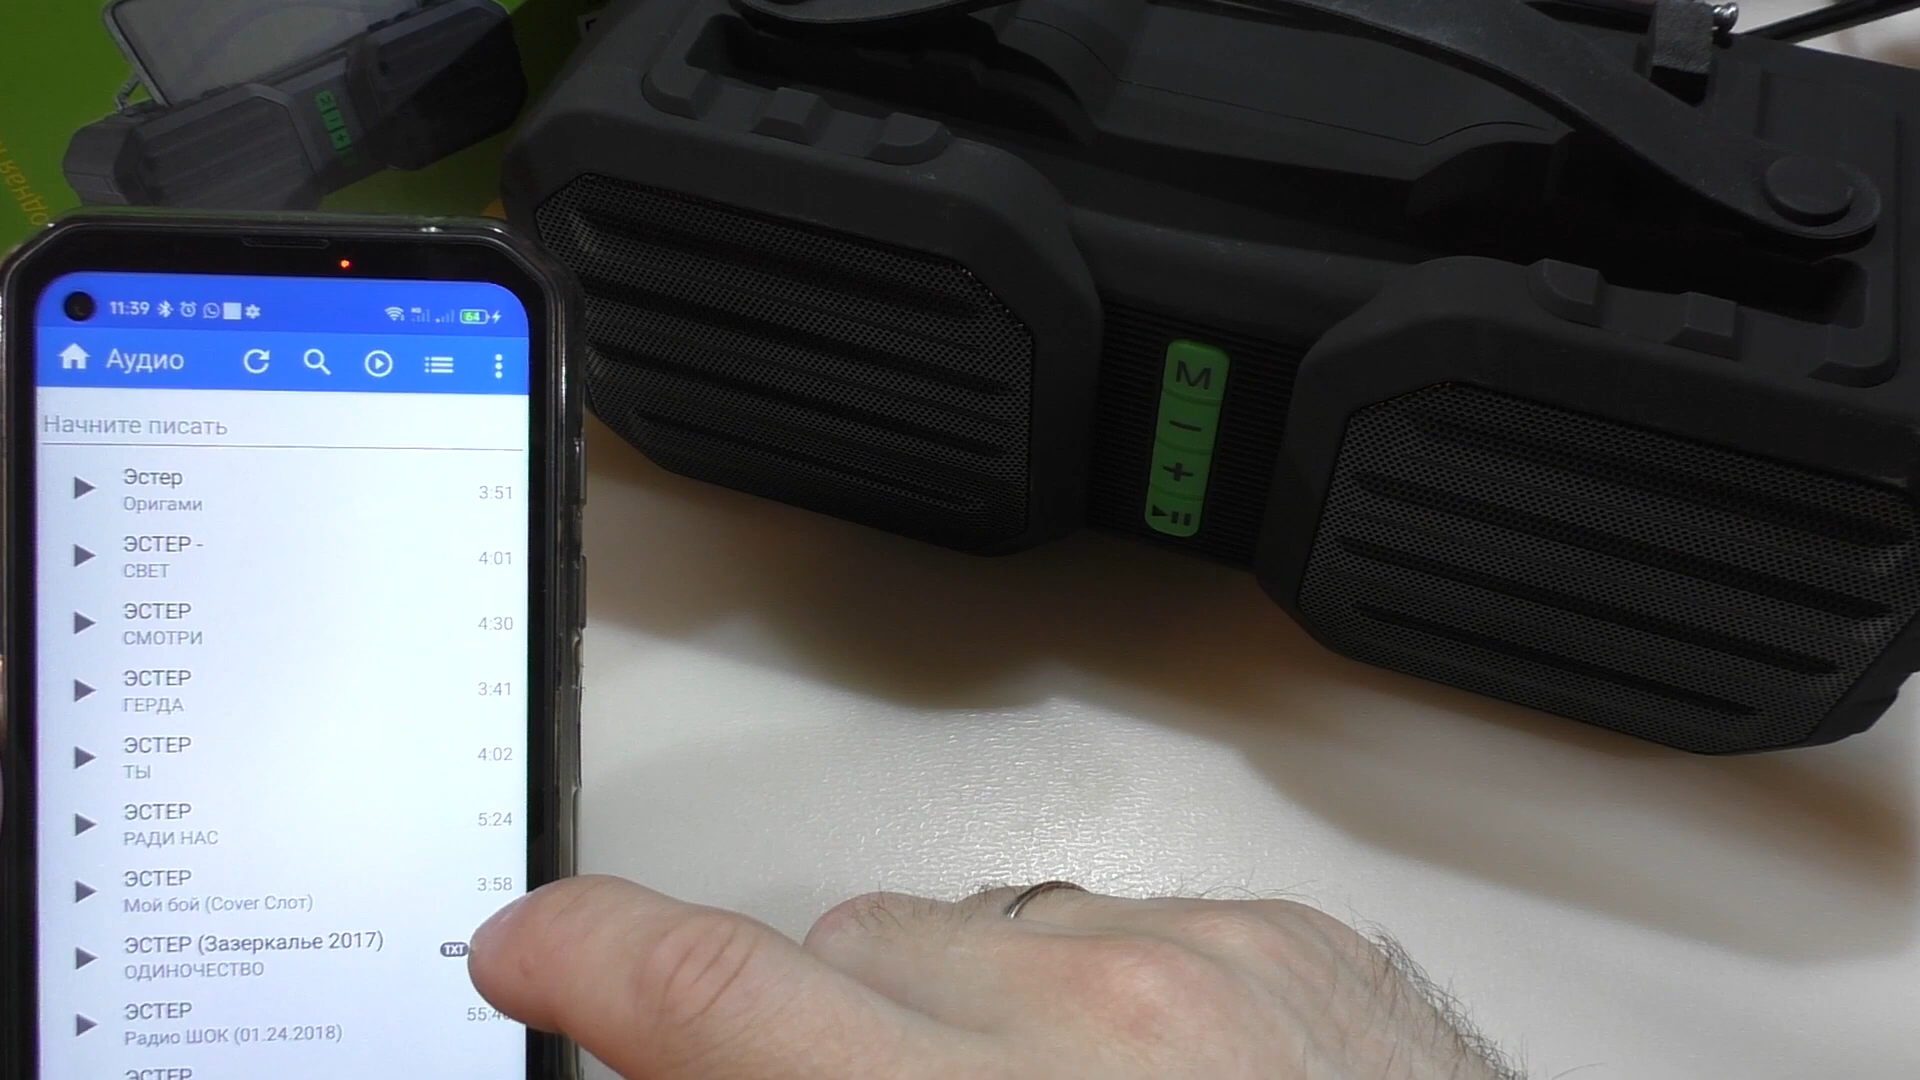 11:39
64
Аудио
Начните писать
Эстер
Оригами
3:51
ЭСТЕР -
СВЕТ
4:01
ЭСТЕР
СМОТРИ
4:30
ЭСТЕР
ГЕРДА
3:41
ЭСТЕР
ТЫ
4:02
ЭСТЕР
РАДИ НАС
5:24
ЭСТЕР
Мой бой (Cover Слот)
3:58
ЭСТЕР (Зазеркалье 2017)
TXT
ОДИНОЧЕСТВО
ЭСТЕР
Радио ШОК (01.24.2018)
ЭСТЕР
M
−
+